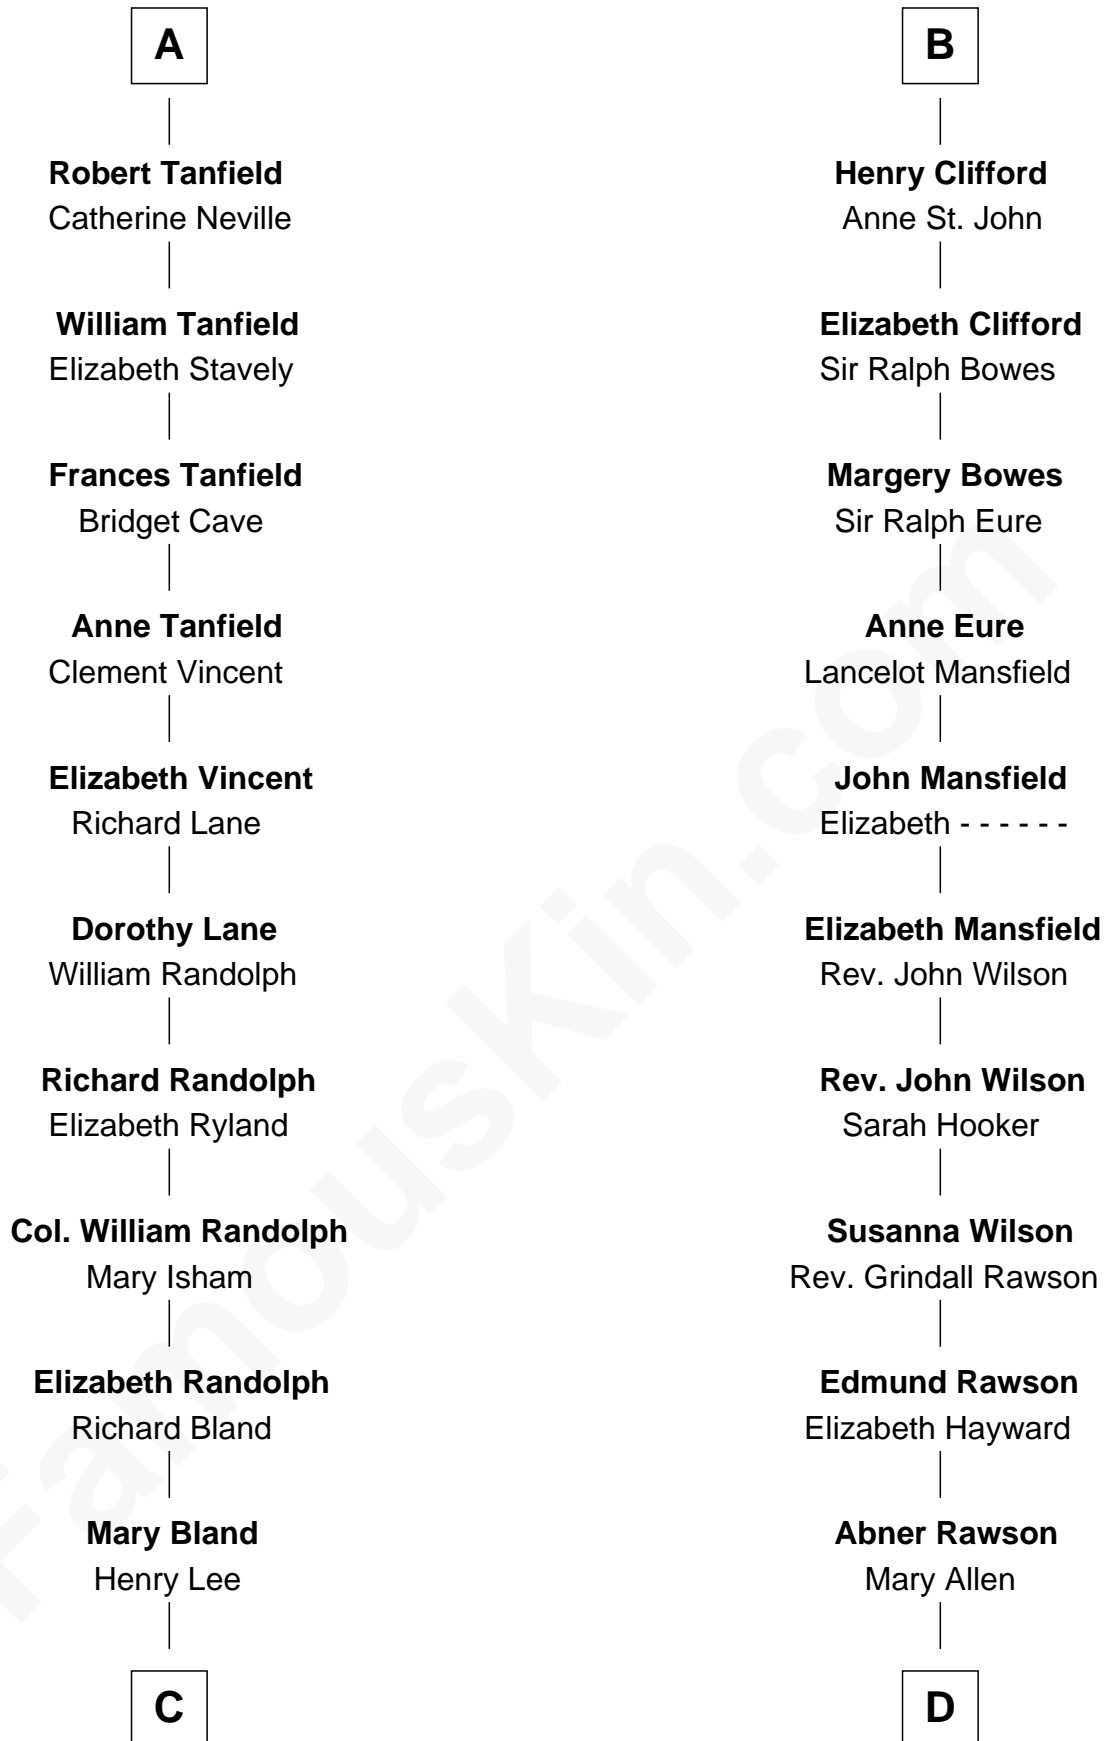 A
Robert Tanfield
Catherine Neville
William Tanfield
Elizabeth Stavely
Frances Tanfield
Bridget Cave
Anne Tanfield
Clement Vincent
Elizabeth Vincent
Richard Lane
Dorothy Lane
William Randolph
Richard Randolph
Elizabeth Ryland
Col. William Randolph
Mary Isham
Elizabeth Randolph
Richard Bland
Mary Bland
Henry Lee
C
B
Henry Clifford
Anne St. John
Elizabeth Clifford
Sir Ralph Bowes
Margery Bowes
Sir Ralph Eure
Anne Eure
Lancelot Mansfield
John Mansfield
Elizabeth - - - - - -
Elizabeth Mansfield
Rev. John Wilson
Rev. John Wilson
Sarah Hooker
Susanna Wilson
Rev. Grindall Rawson
Edmund Rawson
Elizabeth Hayward
Abner Rawson
Mary Allen
D
FamousKin.com